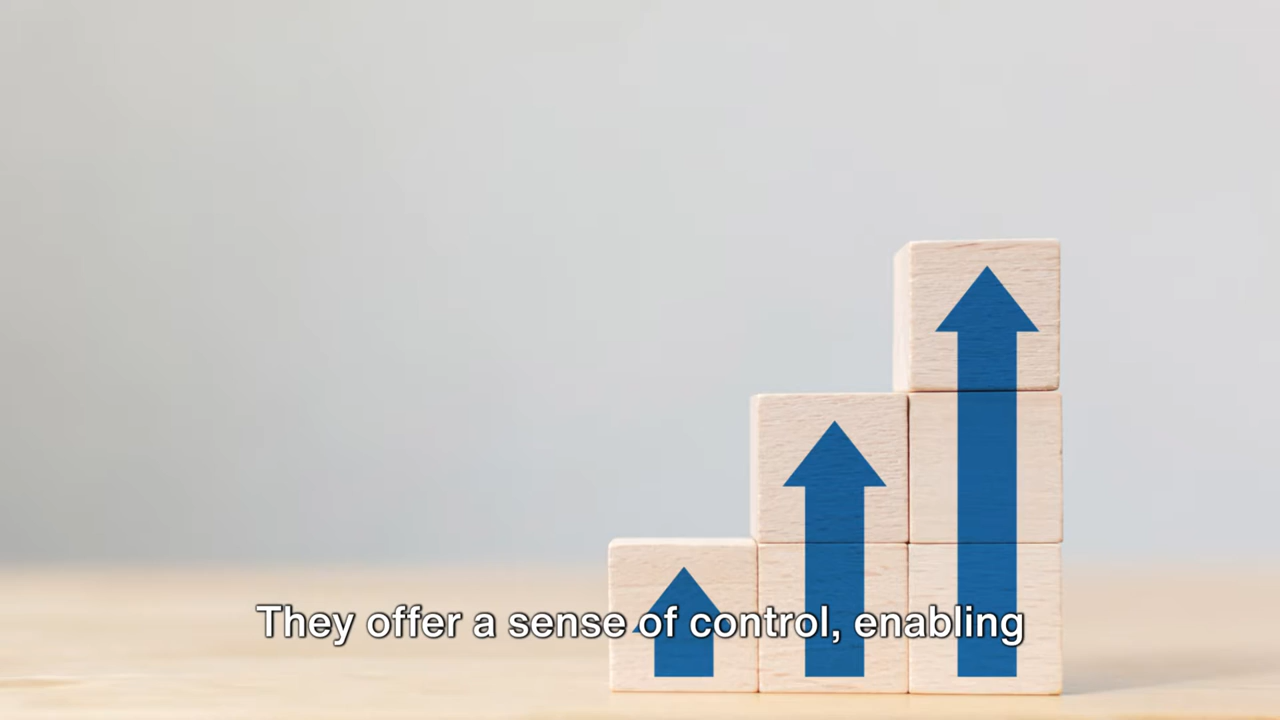 They offer a sense of control, enabling